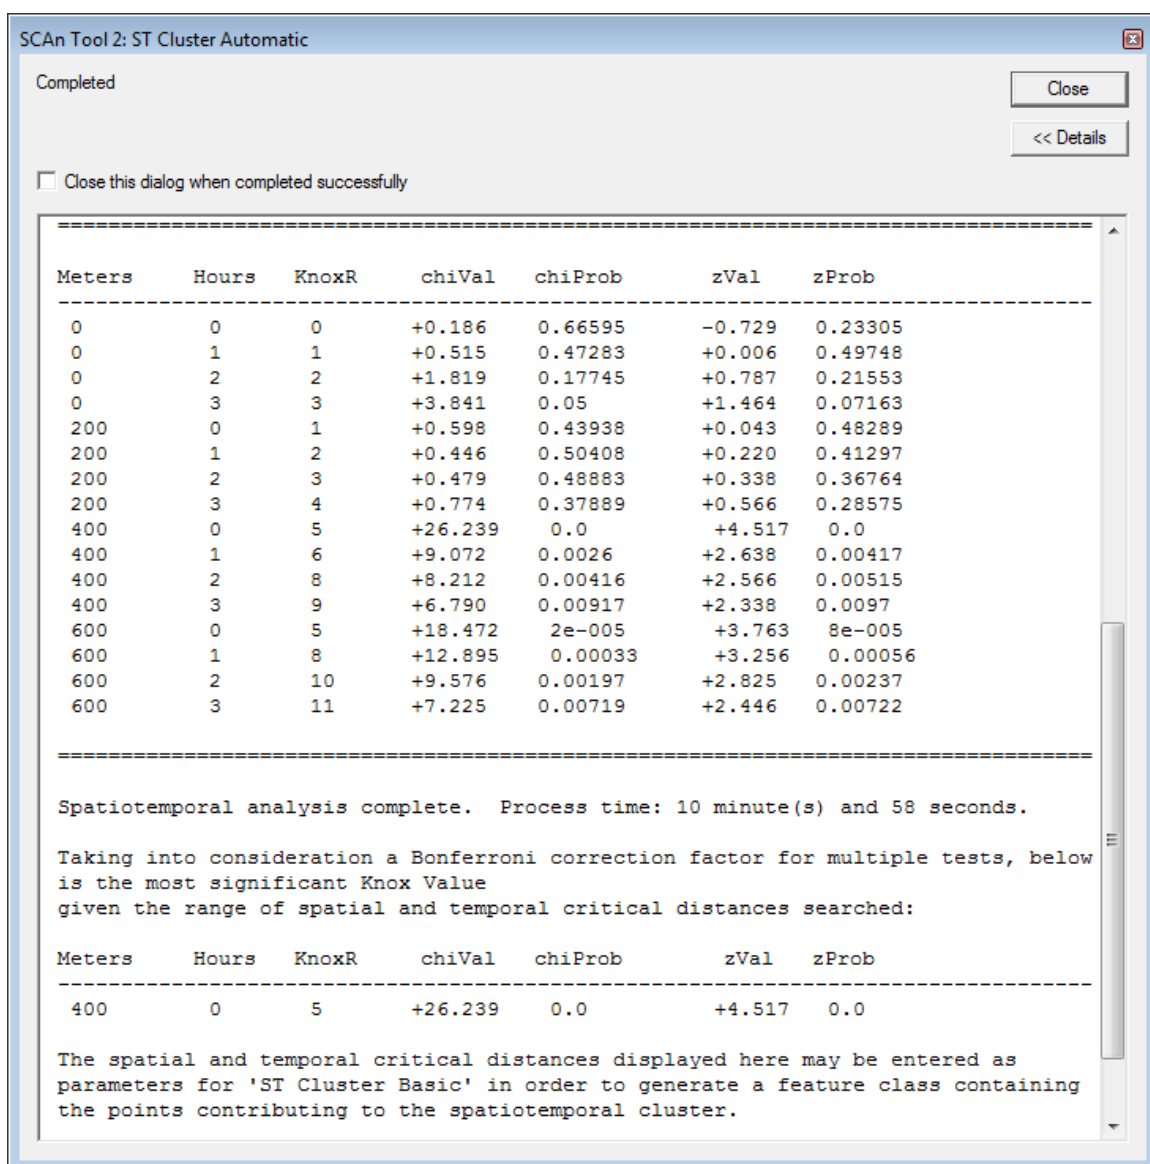 SCAn Tool 2: ST Cluster Automatic
Completed
Close
<< Details
Close this dialog when completed successfully
================================================================================
Meters Hours KnoxR chiVal chiProb zVal zProb
--------------------------------------------------------------------------------
0 0 0 +0.186 0.66595 -0.729 0.23305
0 1 1 +0.515 0.47283 +0.006 0.49748
0 2 2 +1.819 0.17745 +0.787 0.21553
0 3 3 +3.841 0.05 +1.464 0.07163
200 0 1 +0.598 0.43938 +0.043 0.48289
200 1 2 +0.446 0.50408 +0.220 0.41297
200 2 3 +0.479 0.48883 +0.338 0.36764
200 3 4 +0.774 0.37889 +0.566 0.28575
400 0 5 +26.239 0.0 +4.517 0.0
400 1 6 +9.072 0.0026 +2.638 0.00417
400 2 8 +8.212 0.00416 +2.566 0.00515
400 3 9 +6.790 0.00917 +2.338 0.0097
600 0 5 +18.472 2e-005 +3.763 8e-005
600 1 8 +12.895 0.00033 +3.256 0.00056
600 2 10 +9.576 0.00197 +2.825 0.00237
600 3 11 +7.225 0.00719 +2.446 0.00722
================================================================================
Spatiotemporal analysis complete. Process time: 10 minute(s) and 58 seconds.
Taking into consideration a Bonferroni correction factor for multiple tests, below
is the most significant Knox Value
given the range of spatial and temporal critical distances searched:
Meters Hours KnoxR chiVal chiProb zVal zProb
--------------------------------------------------------------------------------
400 0 5 +26.239 0.0 +4.517 0.0
The spatial and temporal critical distances displayed here may be entered as
parameters for 'ST Cluster Basic' in order to generate a feature class containing
the points contributing to the spatiotemporal cluster.